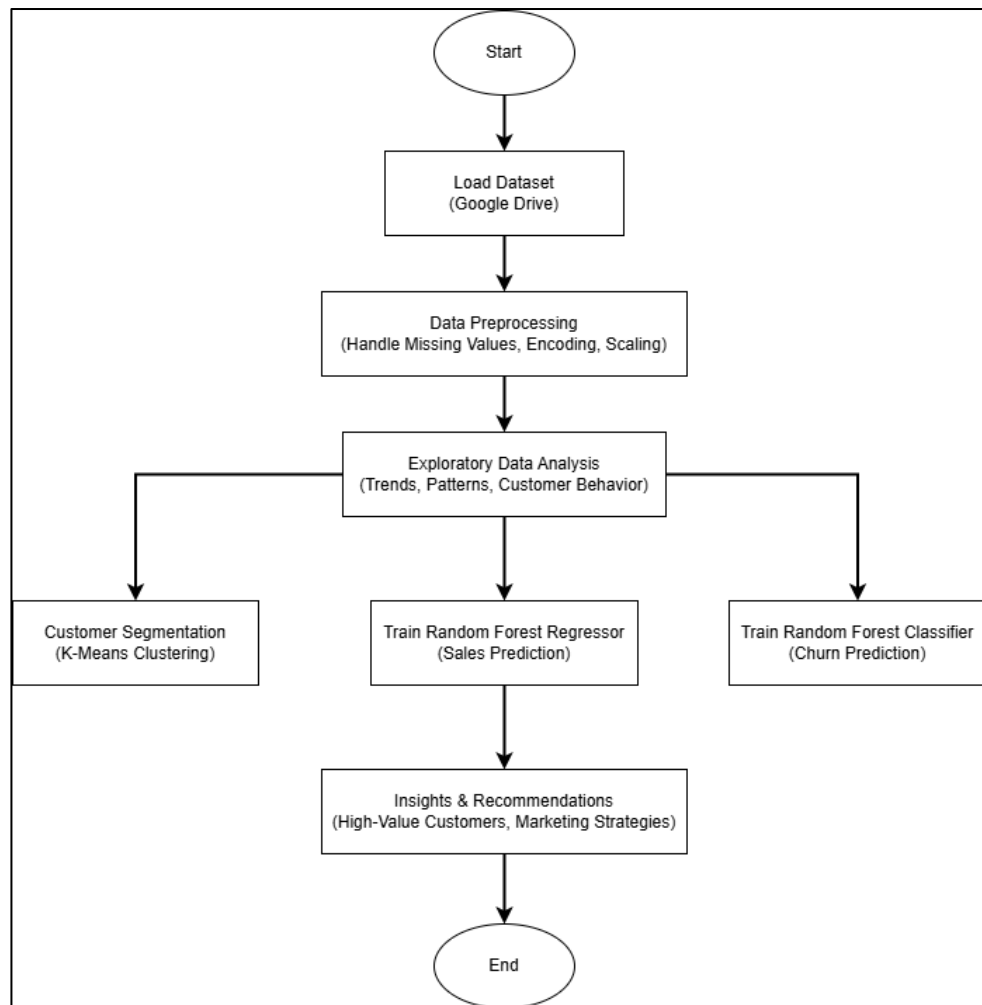 Start
Load Dataset
(Google Drive)
Data Preprocessing
(Handle Missing Values, Encoding, Scaling)
Exploratory Data Analysis
(Trends, Patterns, Customer Behavior)
Customer Segmentation
(K-Means Clustering)
Train Random Forest Regressor
(Sales Prediction)
Train Random Forest Classifier
(Churn Prediction)
Insights & Recommendations
(High-Value Customers, Marketing Strategies)
End